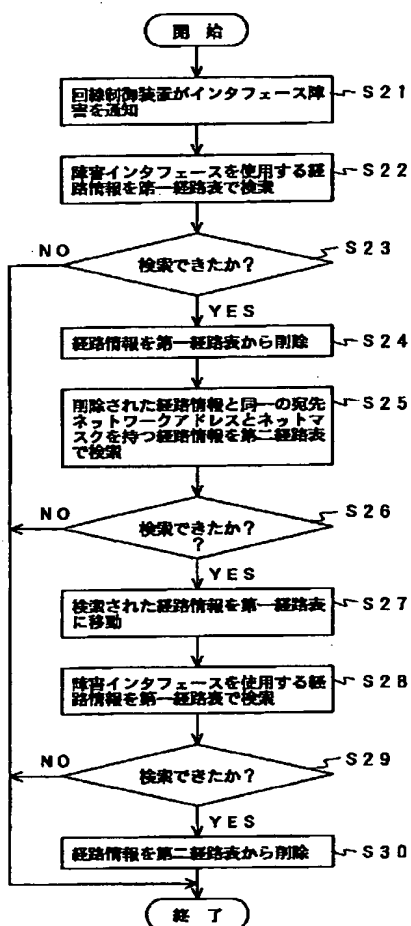 開 始
回線制御装置がインタフェース障
害を通知
S21
障害インタフェースを使用する経
路情報を第一経路表で検索
S22
検索できたか?
S23
NO
YES
経路情報を第一経路表から削除
S24
削除された経路情報と同一の宛先
ネットワークアドレスとネットマ
スクを持つ経路情報を第二経路表
で検索
S25
検索できたか?
?
S26
NO
YES
検索された経路情報を第一経路表
に移動
S27
障害インタフェースを使用する経
路情報を第一経路表で検索
S28
検索できたか?
S29
NO
YES
経路情報を第二経路表から削除
S30
終 了